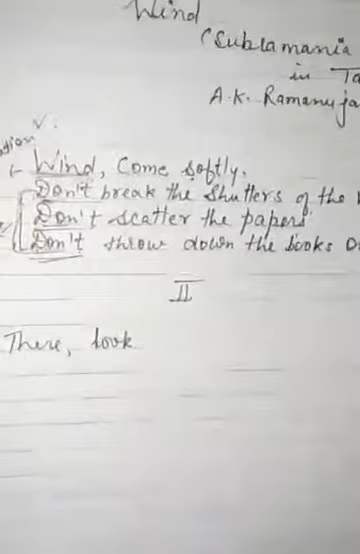 Wind
(Subramania
in Ta
A.K. Ramanuja
Wind, Come softly.
Don't break the shutters of the
Don't scatter the papers
Don't throw down the books o
II
There, look